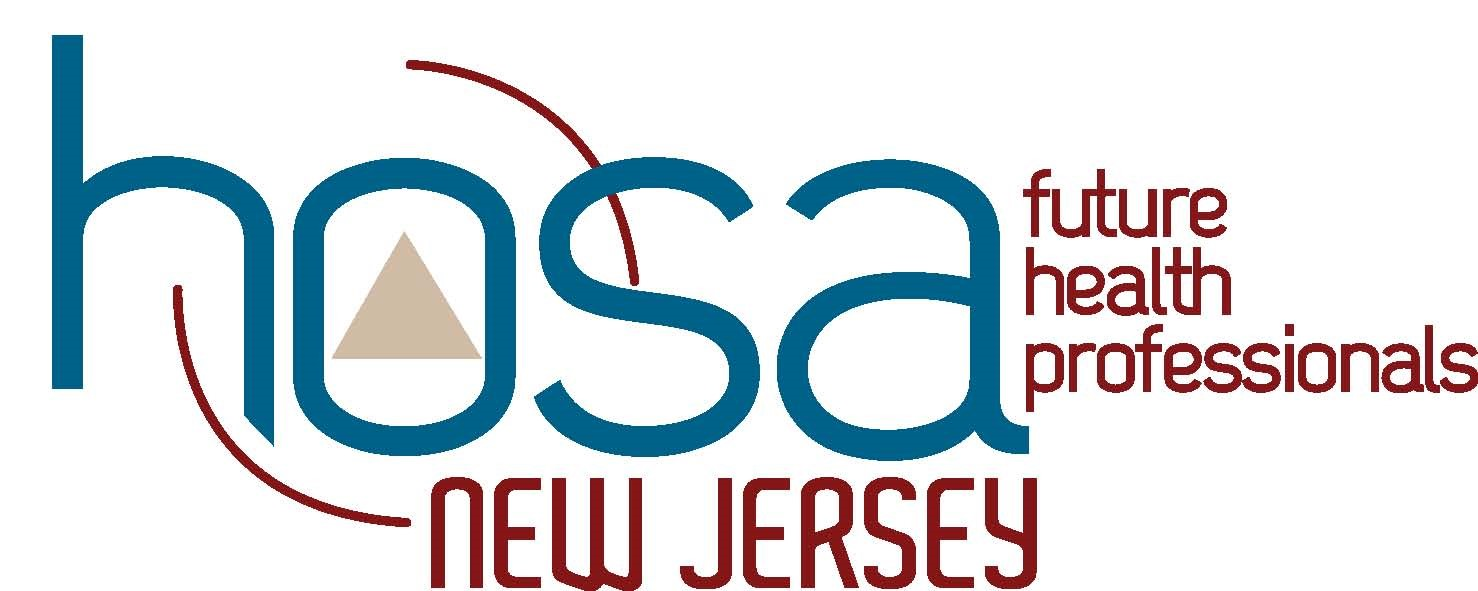 hosa
future
health
professionals
NEW JERSEY